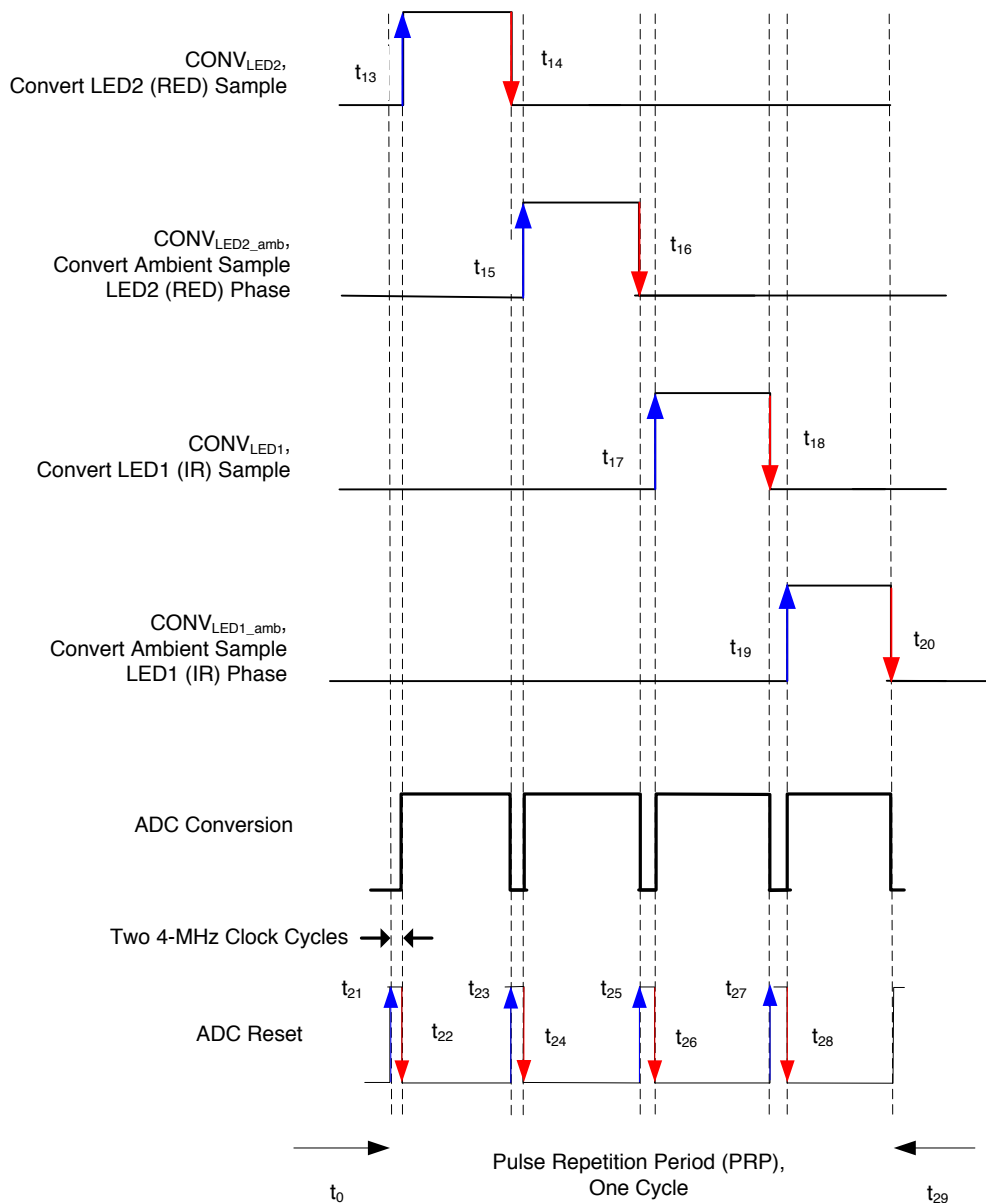 CONVLED2,
Convert LED2 (RED) Sample
t13
t14
CONVLED2_amb,
Convert Ambient Sample
LED2 (RED) Phase
t15
t16
CONVLED1,
Convert LED1 (IR) Sample
t17
t18
CONVLED1_amb,
Convert Ambient Sample
LED1 (IR) Phase
t19
t20
ADC Conversion
Two 4-MHz Clock Cycles
t21
t23
t25
t27
ADC Reset
t22
t24
t26
t28
Pulse Repetition Period (PRP),
One Cycle
t0
t29